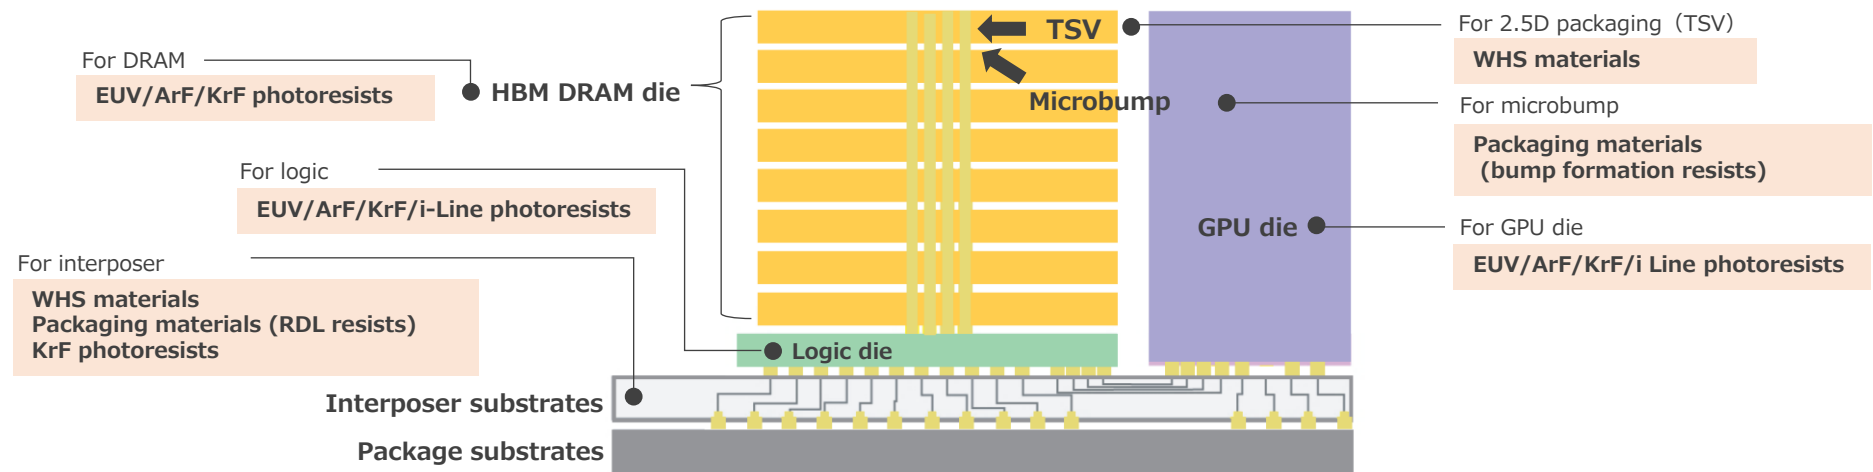 For DRAM
EUV/ArF/KrF photoresists
HBM DRAM die
For logic
EUV/ArF/KrF/i-Line photoresists
For interposer
WHS materials
Packaging materials (RDL resists)
KrF photoresists
TSV
Microbump
Logic die
GPU die
Interposer substrates
Package substrates
For 2.5D packaging（TSV）
WHS materials
For microbump
Packaging materials
(bump formation resists)
For GPU die
EUV/ArF/KrF/i Line photoresists